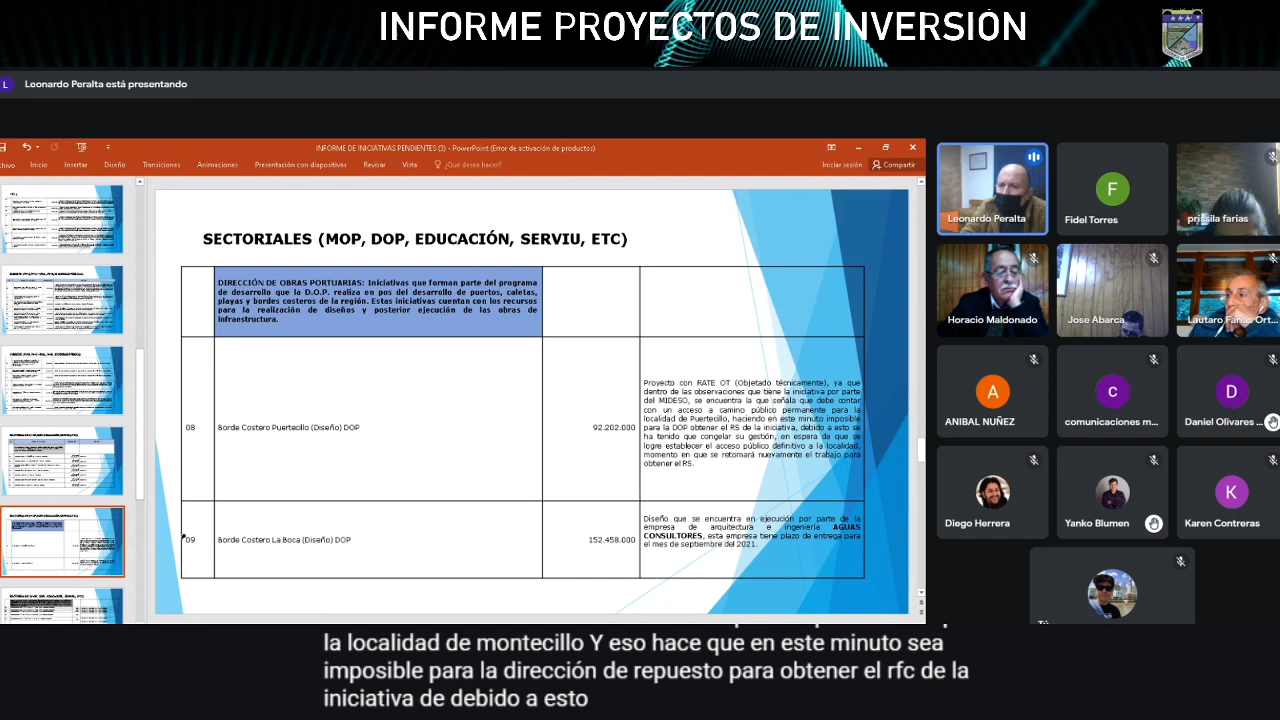 INFORME PROYECTOS DE INVERSIÓN
L
Leonardo Peralta está presentando
INFORME DE INICIATIVAS PENDIENTES (3) - PowerPoint (Error de activación de productos)
chivo Inicio Insertar Diseño Transiciones Animaciones Presentación con diapositivas Revisar Vista ¿Qué desea hacer? Iniciar sesión Compartir
SECTORIALES (MOP, DOP, EDUCACIÓN, SERVIU, ETC)
DIRECCIÓN DE OBRAS PORTUARIAS: Iniciativas que forman parte del programa
de desarrollo que la D.O.P. realiza en pos del desarrollo de puertos, caletas,
playas y bordes costeros de la región. Estas iniciativas cuentan con los recursos
para la realización de diseños y posterior ejecución de las obras de
infraestructura.
08
Borde Costero Puertecillo (Diseño) DOP
92.202.000
Proyecto con RATE OT (Objetado técnicamente), ya que
dentro de las observaciones que tiene la iniciativa por parte
del MIDESO, se encuentra la que señala que debe contar
con un acceso a camino público permanente para la
localidad de Puertecillo, haciendo en este minuto imposible
para la DOP obtener el RS de la iniciativa, debido a esto se
ha tenido que congelar su gestión, en espera de que se
logre establecer el acceso público definitivo a la localidad,
momento en que se retomará nuevamente el trabajo para
obtener el RS.
09
Borde Costero La Boca (Diseño) DOP
152.458.000
Diseño que se encuentra en ejecución por parte de la
empresa de arquitectura e ingeniería AGUAS
CONSULTORES, esta empresa tiene plazo de entrega para
el mes de septiembre del 2021.
Leonardo Peralta
F
Fidel Torres
prissila farias
Horacio Maldonado
Jose Abarca
Lautaro Farias Ort...
A
ANIBAL NUÑEZ
c
comunicaciones m...
D
Daniel Olivares ...
Diego Herrera
Yanko Blumen
K
Karen Contreras
Tú
la localidad de montecillo Y eso hace que en este minuto sea
imposible para la dirección de repuesto para obtener el rfc de la
iniciativa de debido a esto